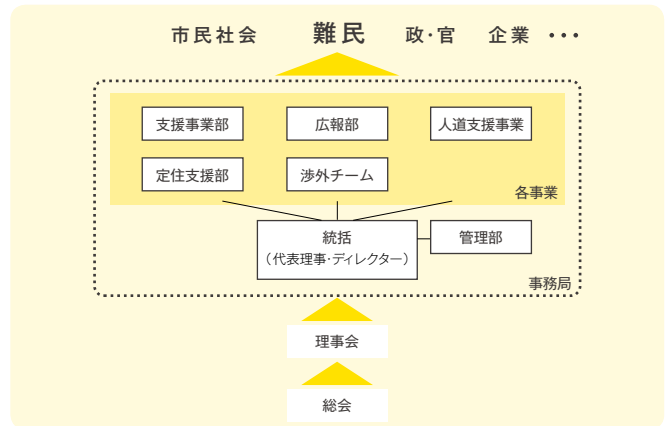 市民社会 難民 政・官 企業 ・・・
支援事業部 広報部 人道支援事業
定住支援部 渉外チーム
各事業
統括
（代表理事・ディレクター）
管理部
事務局
理事会
総会